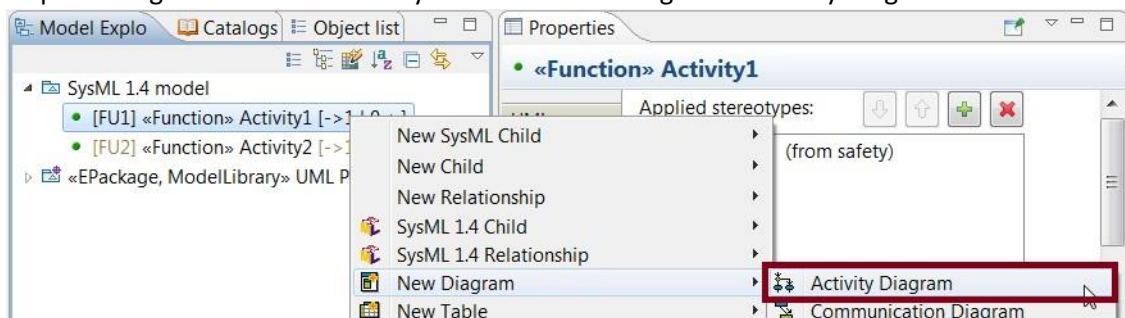 Model Explo Catalogs Object list Properties
«Function» Activity1
SysML 1.4 model
Applied stereotypes:
[FU1] «Function» Activity1 [->1
New SysML Child
(from safety)
[FU2] «Function» Activity2 [->1
New Child
«EPackage, ModelLibrary» UML P
New Relationship
SysML 1.4 Child
SysML 1.4 Relationship
New Diagram Activity Diagram
New Table Communication Diagram